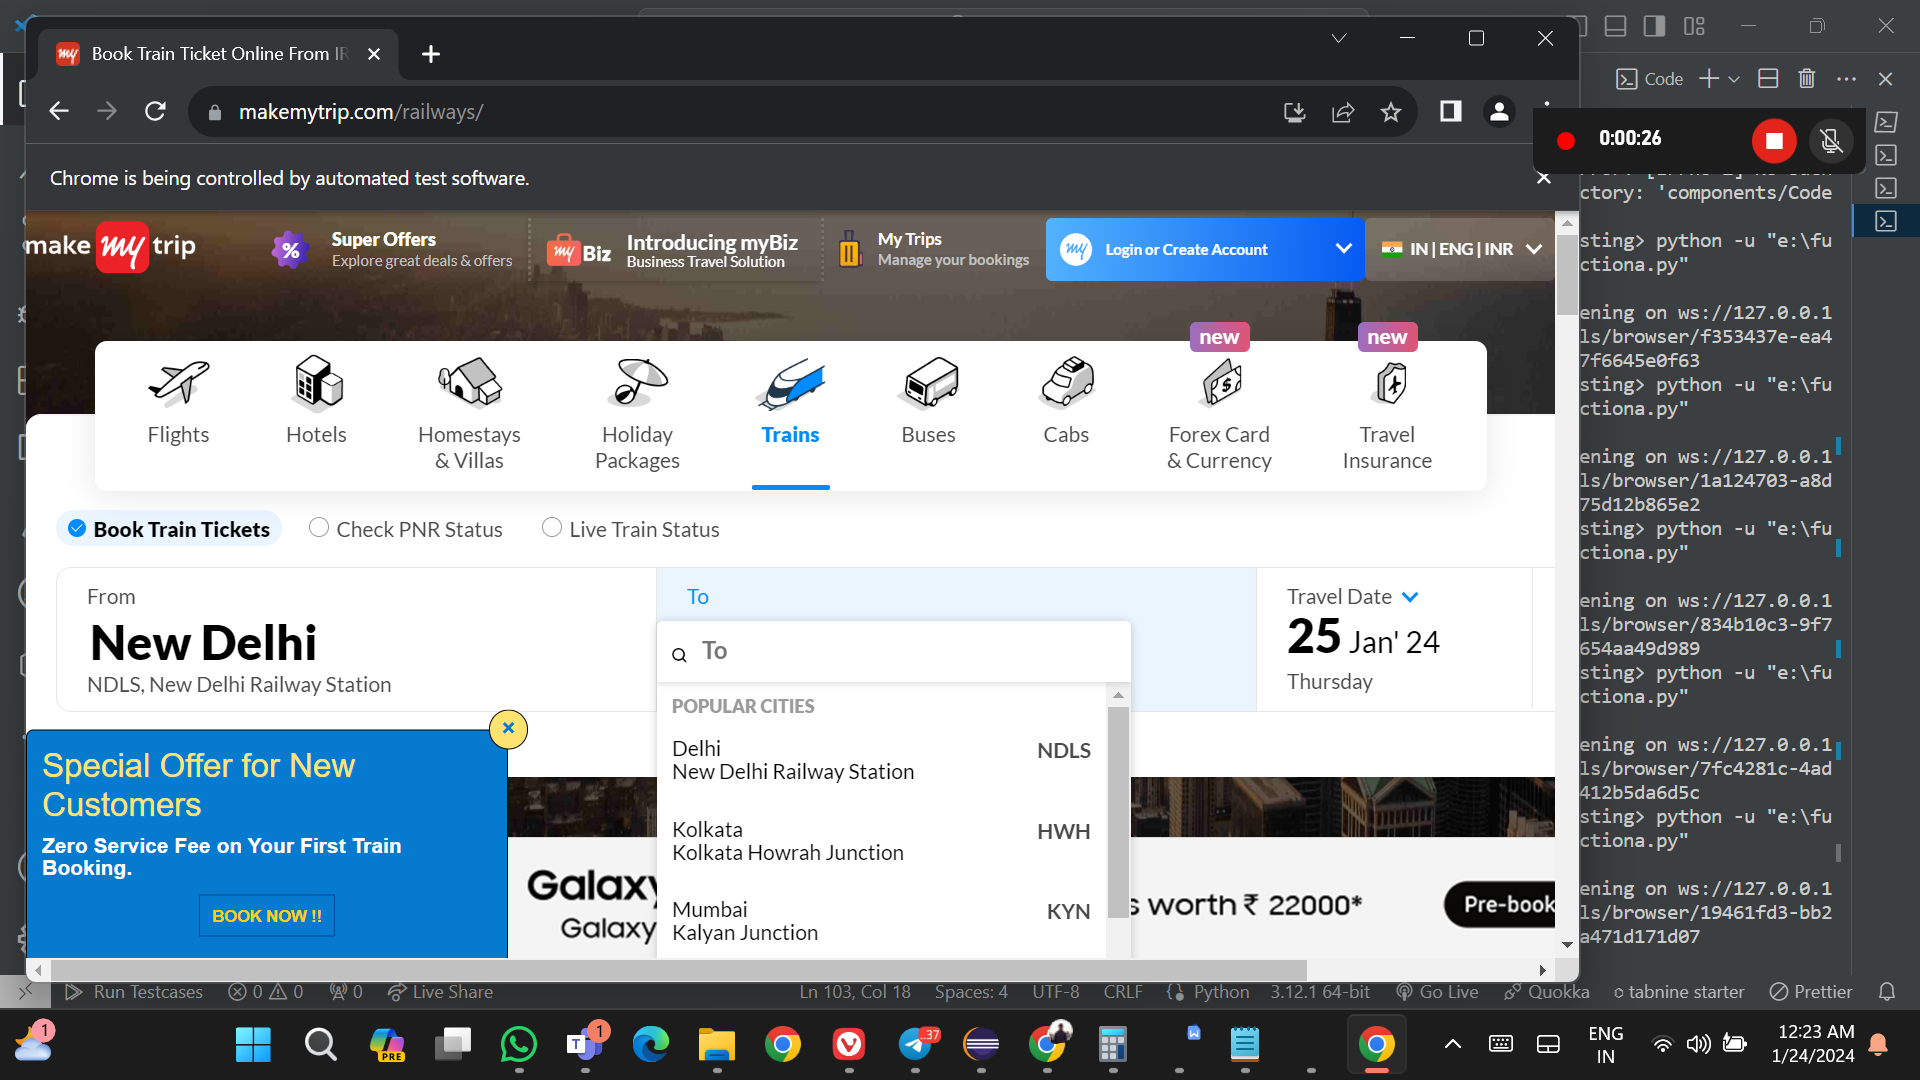 Book Train Ticket Online From IR
makemytrip.com/railways/
Code
0:00:26
Chrome is being controlled by automated test software.
make my trip
Super Offers
Explore great deals & offers
my Biz
Introducing myBiz
Business Travel Solution
My Trips
Manage your bookings
my
Login or Create Account
IN | ENG | INR
new
new
Flights
Hotels
Homestays
& Villas
Holiday
Packages
Trains
Buses
Cabs
Forex Card
& Currency
Travel
Insurance
Book Train Tickets
Check PNR Status
Live Train Status
From
New Delhi
NDLS, New Delhi Railway Station
To
To
POPULAR CITIES
Delhi
NDLS
New Delhi Railway Station
Kolkata
HWH
Kolkata Howrah Junction
Mumbai
KYN
Kalyan Junction
Travel Date
25 Jan' 24
Thursday
Special Offer for New
Customers
Zero Service Fee on Your First Train
Booking.
BOOK NOW !!
Galaxy
Galaxy
s worth ₹ 22000*
Pre-book
ctory: 'components/Code
sting> python -u "e:\fu
ctiona.py"
ening on ws://127.0.0.1
ls/browser/f353437e-ea4
7f6645e0f63
sting> python -u "e:\fu
ctiona.py"
ening on ws://127.0.0.1
ls/browser/1a124703-a8d
75d12b865e2
sting> python -u "e:\fu
ctiona.py"
ening on ws://127.0.0.1
ls/browser/834b10c3-9f7
654aa49d989
sting> python -u "e:\fu
ctiona.py"
ening on ws://127.0.0.1
ls/browser/7fc4281c-4ad
412b5da6d5c
sting> python -u "e:\fu
ctiona.py"
ening on ws://127.0.0.1
ls/browser/19461fd3-bb2
a471d171d07
Run Testcases
0
0
0
Live Share
Ln 103, Col 18
Spaces: 4
UTF-8
CRLF
Python
3.12.1 64-bit
Go Live
Quokka
tabnine starter
Prettier
1
PRE
1
37
ENG
IN
12:23 AM
1/24/2024